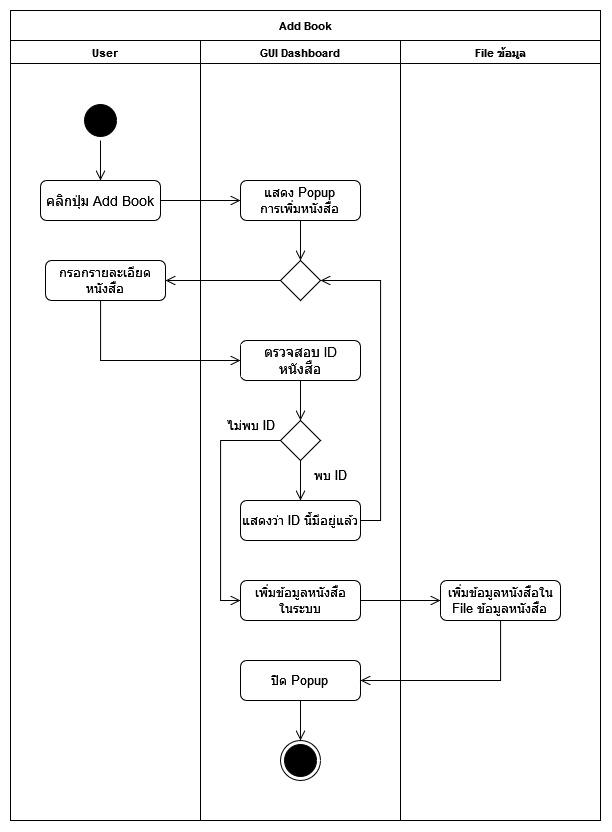 Add Book
User
GUI Dashboard
File ข้อมูล
คลิกปุ่ม Add Book
แสดง Popup
การเพิ่มหนังสือ
กรอกรายละเอียด
หนังสือ
ตรวจสอบ ID
หนังสือ
ไม่พบ ID
พบ ID
แสดงว่า ID นี้มีอยู่แล้ว
เพิ่มข้อมูลหนังสือ
ในระบบ
เพิ่มข้อมูลหนังสือใน
File ข้อมูลหนังสือ
ปิด Popup